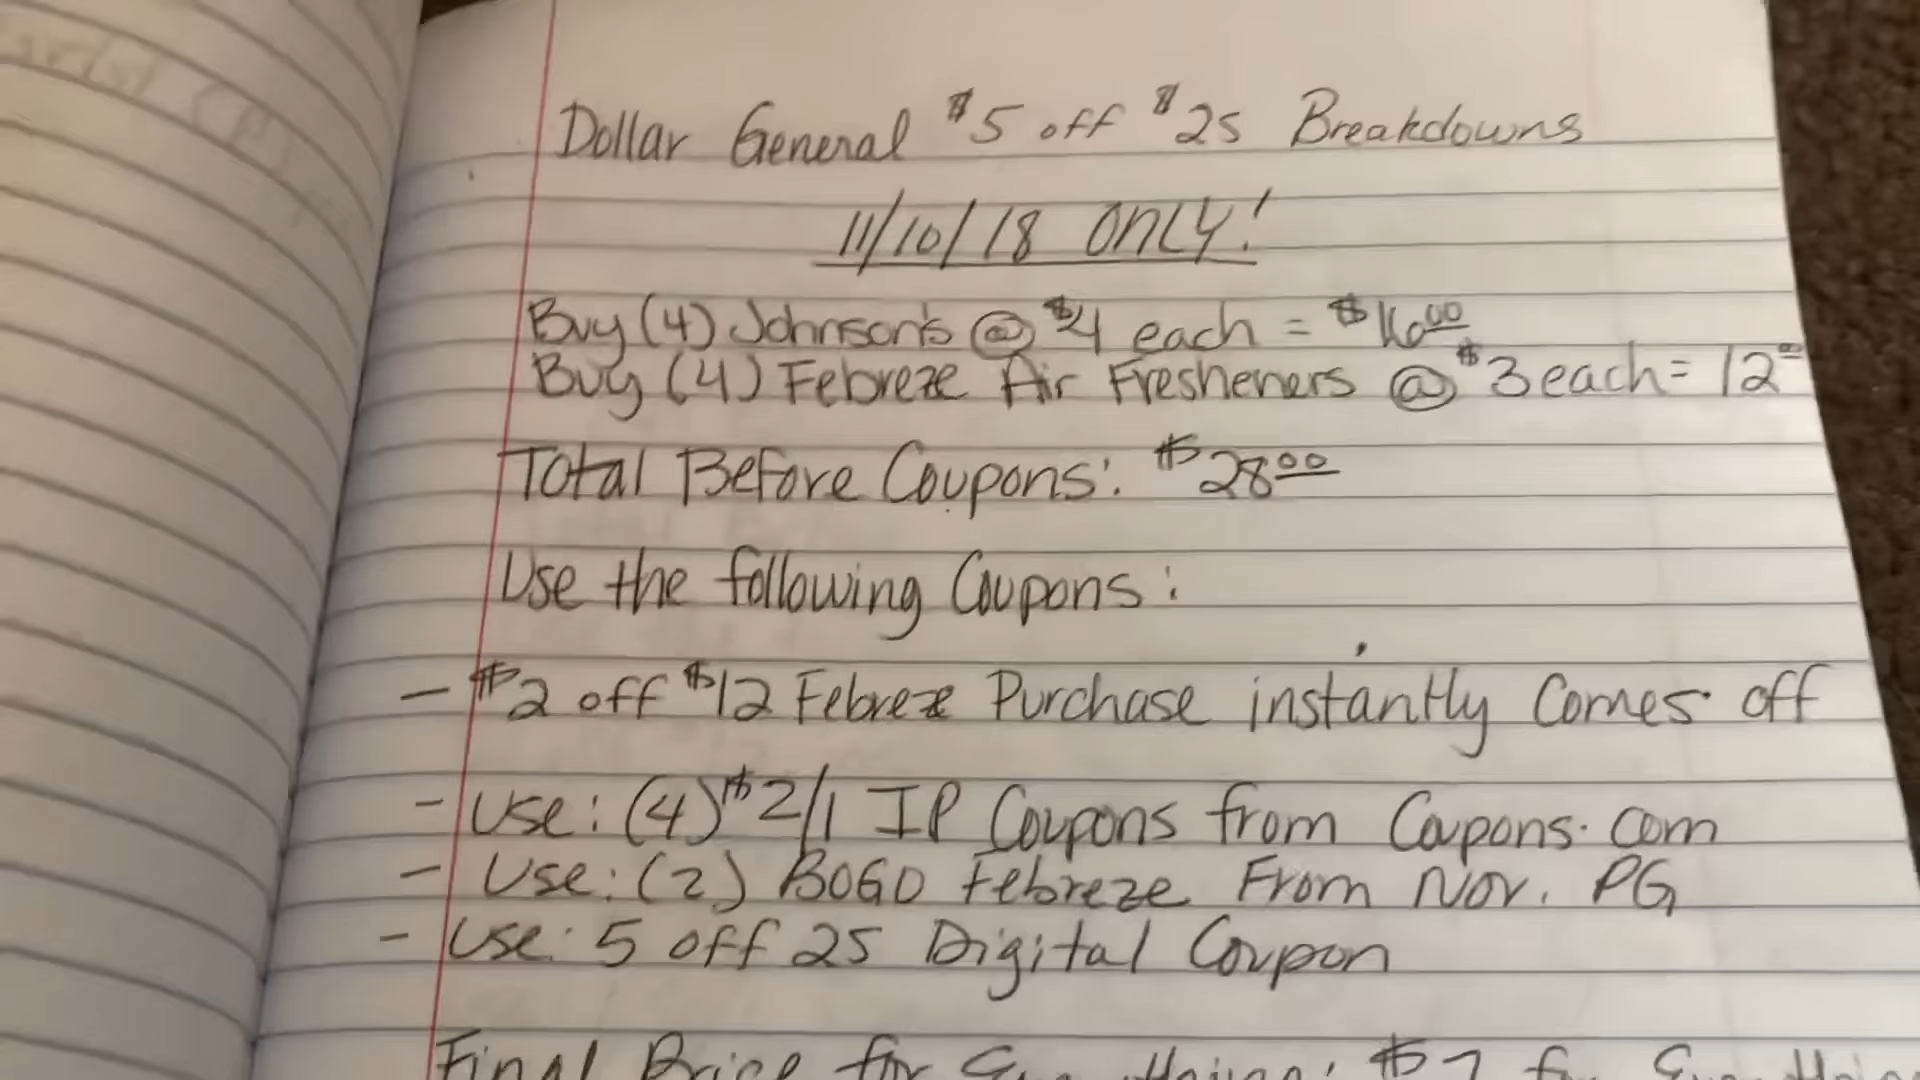 Dollar General $5 off $25 Breakdowns
11/10/18 ONLY!
Buy (4) Johnson's @ $4 each = $16.00
Buy (4) Febreze Air Fresheners @ $3 each = 12.00
Total Before Coupons: $28.00
Use the following Coupons:
- $2 off $12 Febreze Purchase instantly Comes off
- Use: (4) $2/1 IP Coupons from Coupons.com
- Use: (2) BOGO Febreze From Nov. PG
- Use: 5 off 25 Digital Coupon
Final Price for